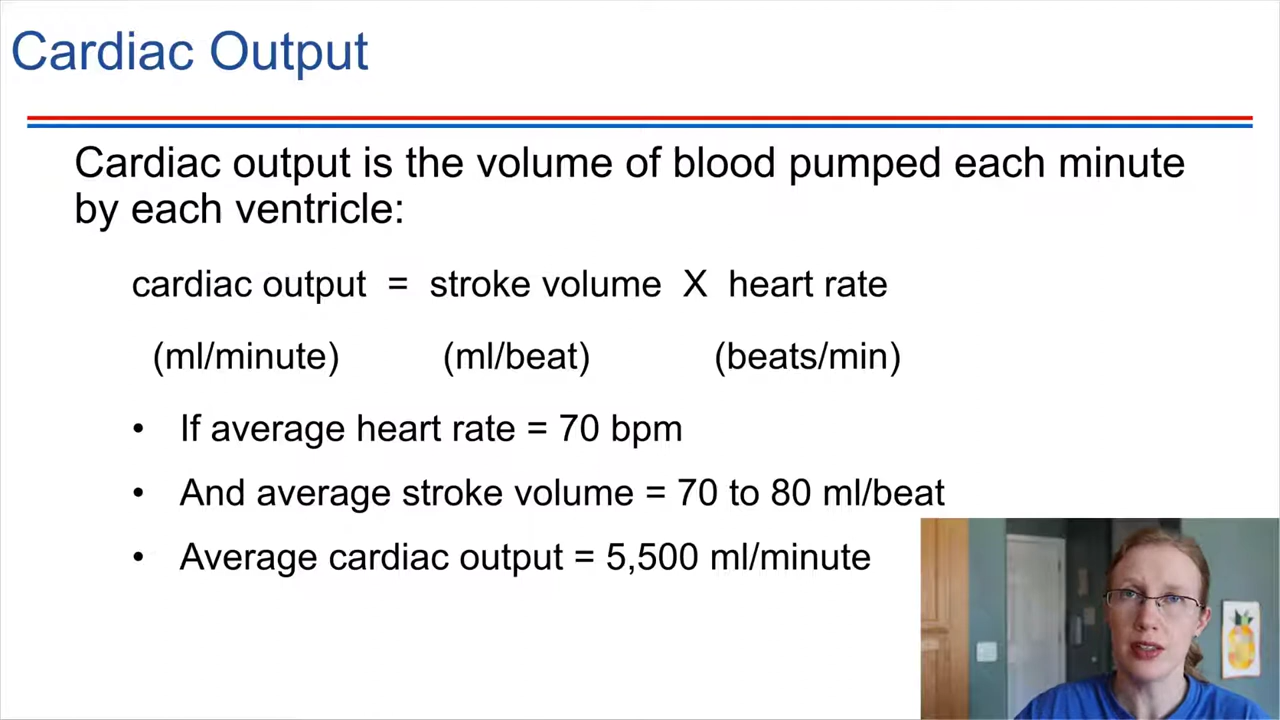 Cardiac Output
Cardiac output is the volume of blood pumped each minute
by each ventricle:
cardiac output = stroke volume X heart rate
(ml/minute) (ml/beat) (beats/min)
• If average heart rate = 70 bpm
• And average stroke volume = 70 to 80 ml/beat
• Average cardiac output = 5,500 ml/minute